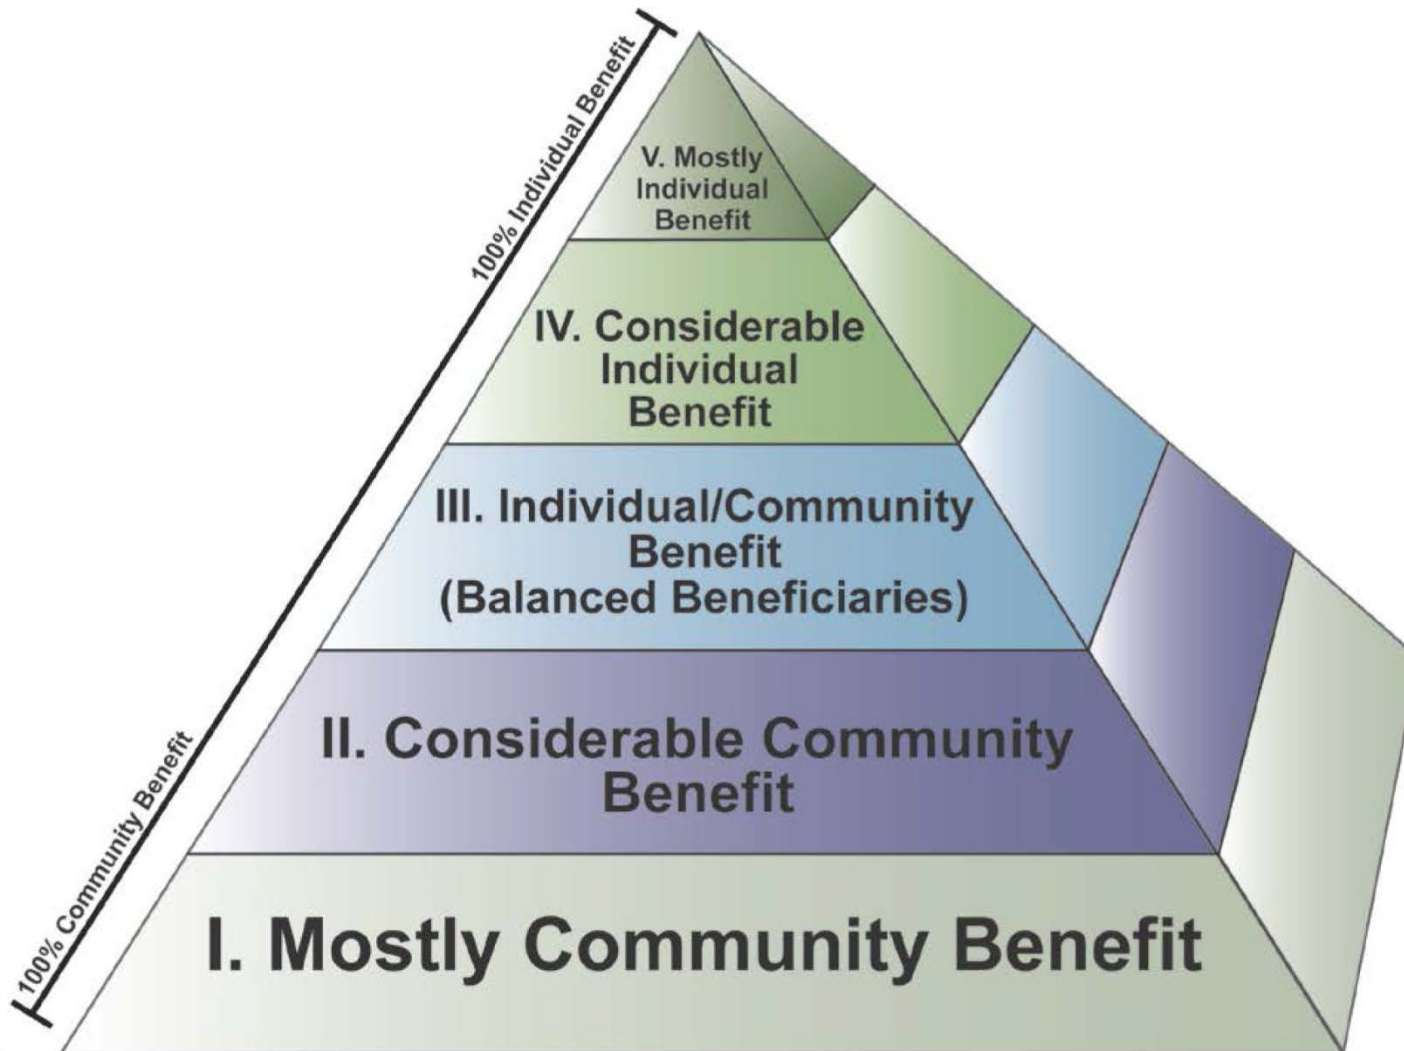 100% Individual Benefit
V. Mostly
Individual
Benefit
IV. Considerable
Individual
Benefit
III. Individual/Community
Benefit
(Balanced Beneficiaries)
II. Considerable Community
Benefit
100% Community Benefit
I. Mostly Community Benefit